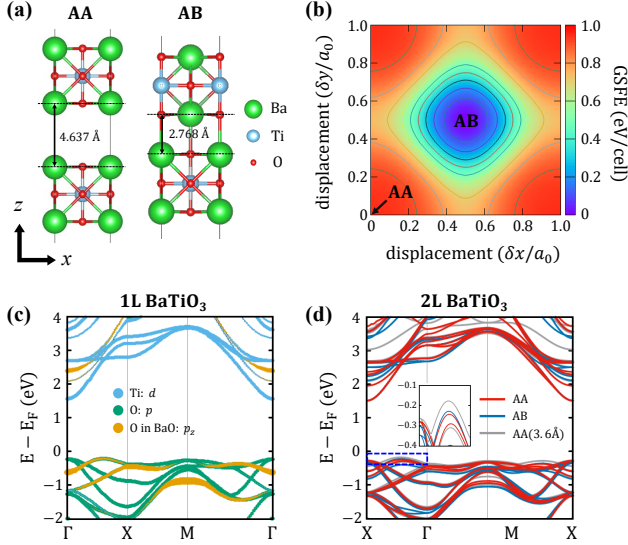 (a)
AA
AB
4.637 Å
2.768 Å
Ba
Ti
O
z
x
(b)
displacement (δy/a₀)
1.0
0.8
0.6
0.4
0.2
0
AB
AA
0 0.2 0.4 0.6 0.8 1.0
displacement (δx/a₀)
1.0
0.8
0.6
0.4
0.2
0.0
GSFE (eV/cell)
(c)
1L BaTiO₃
E − E_F (eV)
4
3
2
1
0
−1
−2
Ti: d
O: p
O in BaO: p_z
Γ X M Γ
(d)
2L BaTiO₃
E − E_F (eV)
4
3
2
1
0
−1
−2
−0.1
−0.2
−0.3
−0.4
AA
AB
AA(3.6Å)
X Γ M X